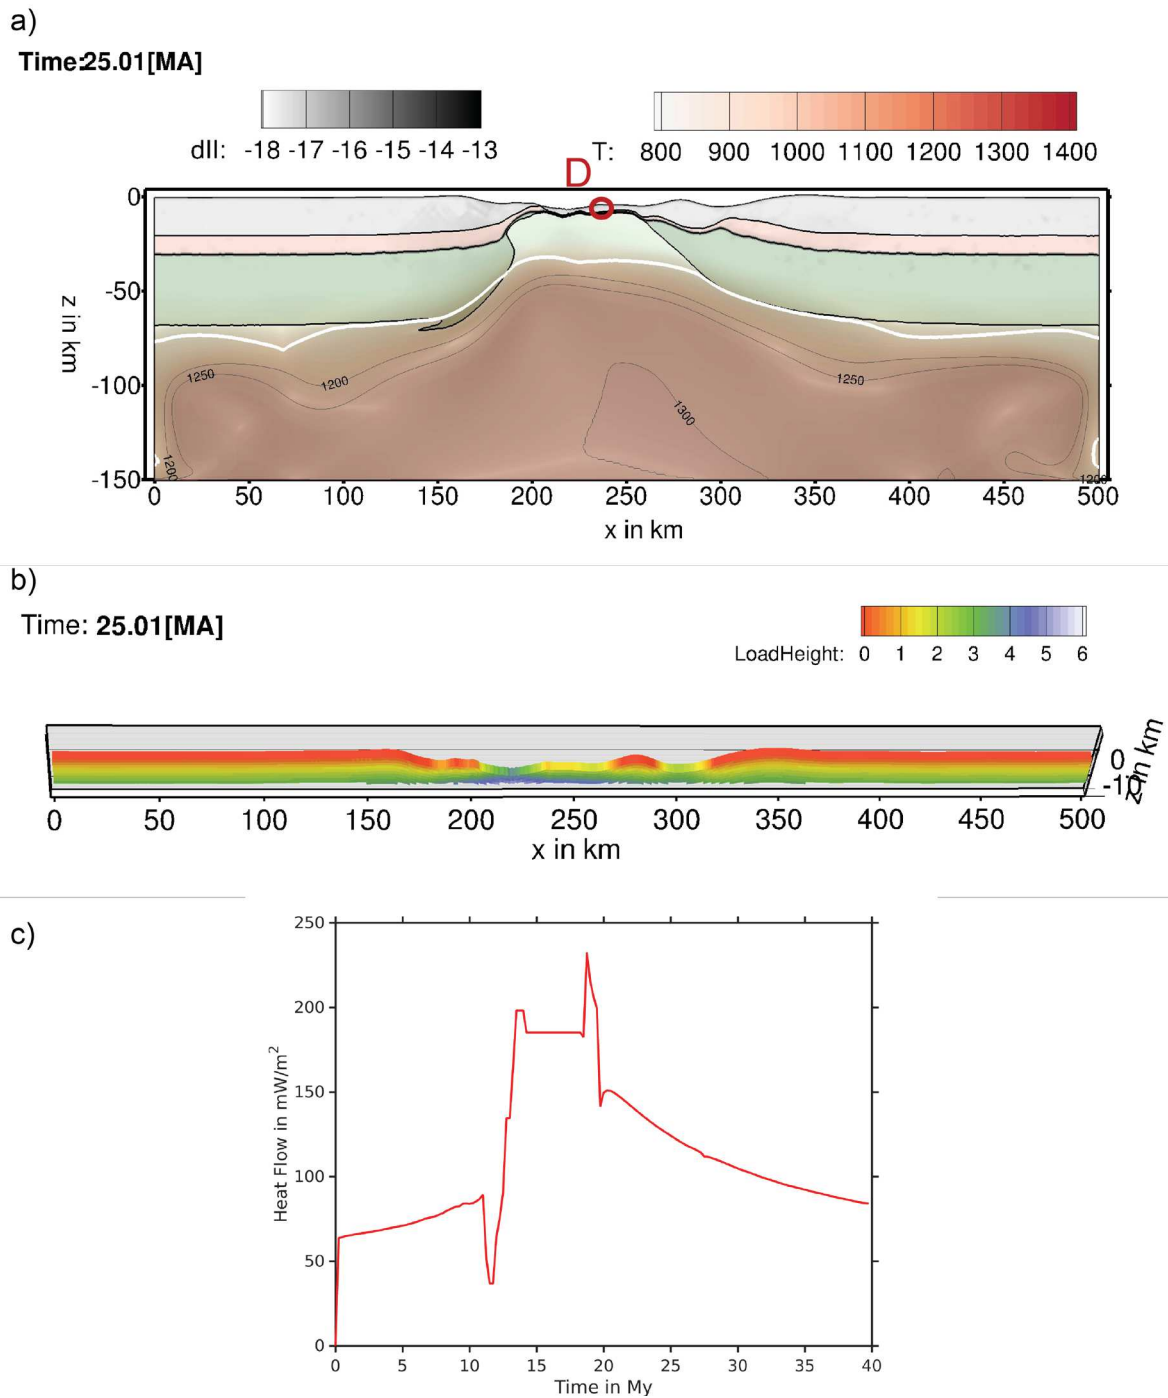 a)
Time:25.01[MA]
dII: -18 -17 -16 -15 -14 -13
T: 800 900 1000 1100 1200 1300 1400
D
0
-50
-100
-150
z in km
1250
1200
1300
1250
1200
1200
0 50 100 150 200 250 300 350 400 450 500
x in km
b)
Time: 25.01[MA]
LoadHeight: 0 1 2 3 4 5 6
0
z in km
0 50 100 150 200 250 300 350 400 450 500
x in km
c)
250
200
150
100
50
0
Heat Flow in mW/m²
0 5 10 15 20 25 30 35 40
Time in My